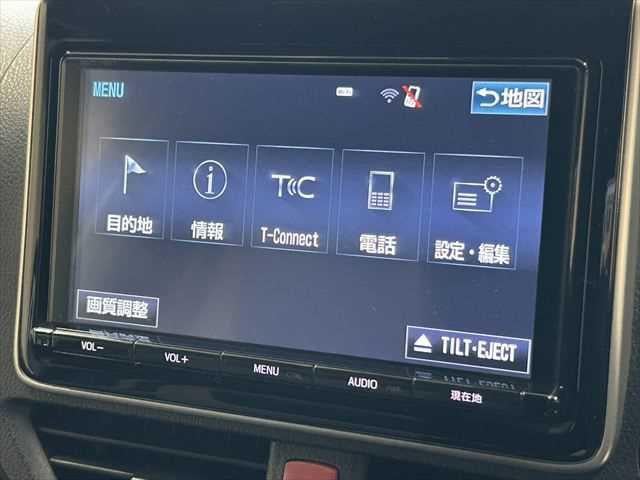 MENU
地図
目的地
情報
T-Connect
電話
設定・編集
画質調整
TILT・EJECT
VOL−
VOL+
MENU
AUDIO
現在地